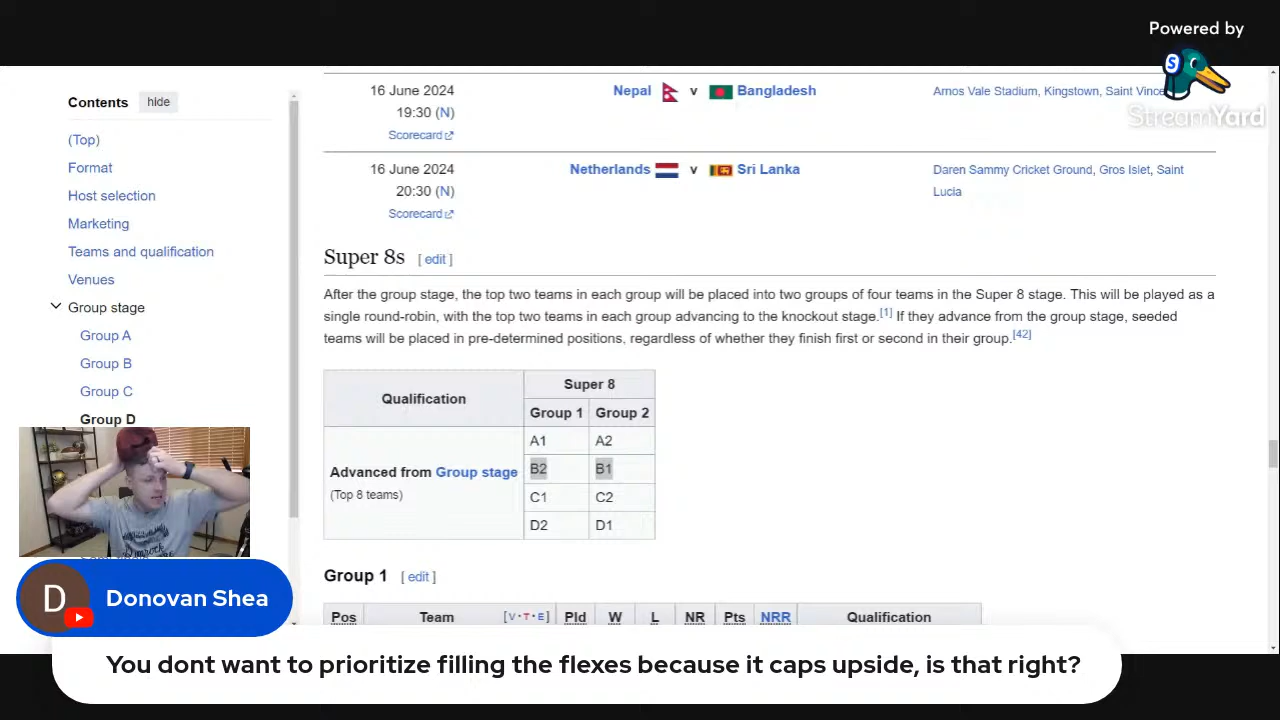 Powered by
StreamYard
Contents hide
(Top)
Format
Host selection
Marketing
Teams and qualification
Venues
Group stage
Group A
Group B
Group C
Group D
16 June 2024 Nepal v Bangladesh Arnos Vale Stadium, Kingstown, Saint Vince
19:30 (N)
Scorecard
16 June 2024 Netherlands v Sri Lanka Daren Sammy Cricket Ground, Gros Islet, Saint
20:30 (N) Lucia
Scorecard
Super 8s [ edit ]
After the group stage, the top two teams in each group will be placed into two groups of four teams in the Super 8 stage. This will be played as a
single round-robin, with the top two teams in each group advancing to the knockout stage.[1] If they advance from the group stage, seeded
teams will be placed in pre-determined positions, regardless of whether they finish first or second in their group.[42]
Qualification Super 8
Group 1 Group 2
Advanced from Group stage
(Top 8 teams)
A1 A2
B2 B1
C1 C2
D2 D1
Group 1 [ edit ]
Pos Team [V·T·E] Pld W L NR Pts NRR Qualification
D Donovan Shea
You dont want to prioritize filling the flexes because it caps upside, is that right?